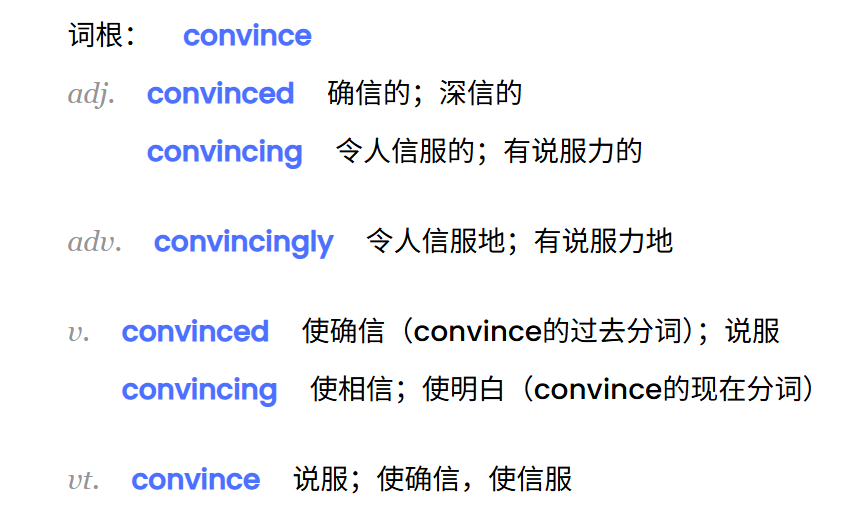 词根： convince
adj. convinced 确信的；深信的
convincing 令人信服的；有说服力的
adv. convincingly 令人信服地；有说服力地
v. convinced 使确信（convince的过去分词）；说服
convincing 使相信；使明白（convince的现在分词）
vt. convince 说服；使确信，使信服